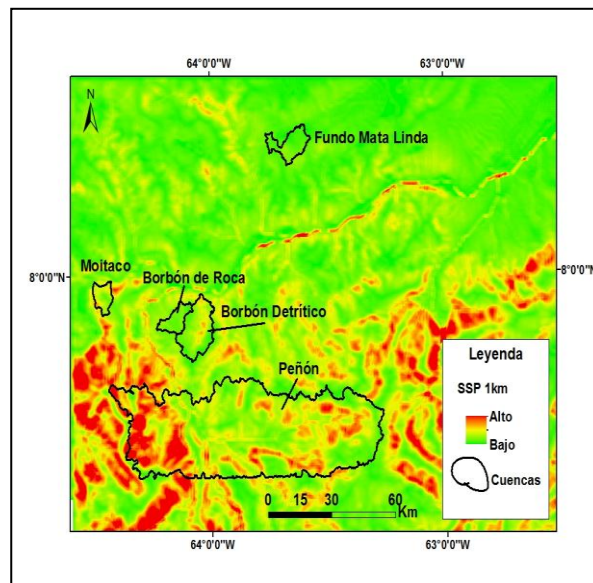 64°0'0"W
63°0'0"W
N
Fundo Mata Linda
8°0'0"N
8°0'0"N
Moitaco
Borbón de Roca
Borbón Detrítico
Peñón
Leyenda
SSP 1km
Alto
Bajo
Cuencas
0 15 30 60
Km
64°0'0"W
63°0'0"W